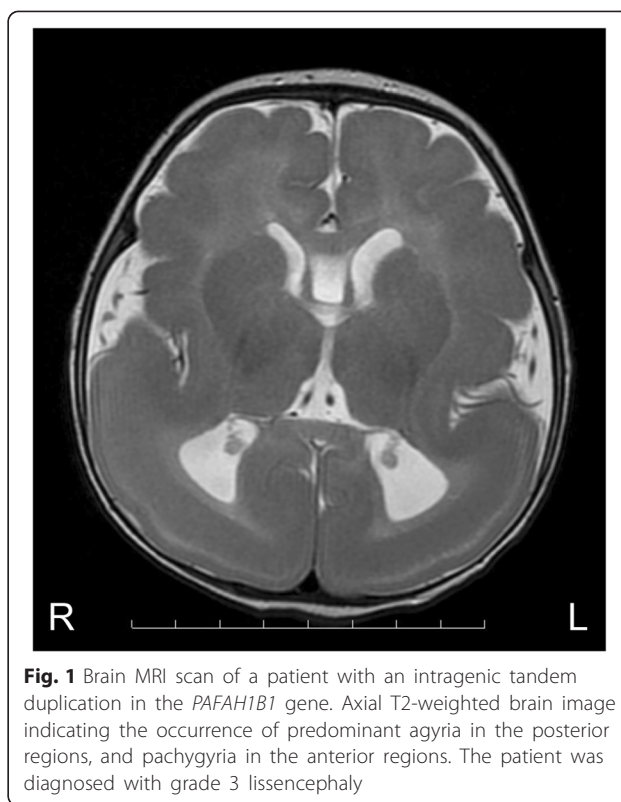 R
L
Fig. 1 Brain MRI scan of a patient with an intragenic tandem
duplication in the PAFAH1B1 gene. Axial T2-weighted brain image
indicating the occurrence of predominant agyria in the posterior
regions, and pachygyria in the anterior regions. The patient was
diagnosed with grade 3 lissencephaly